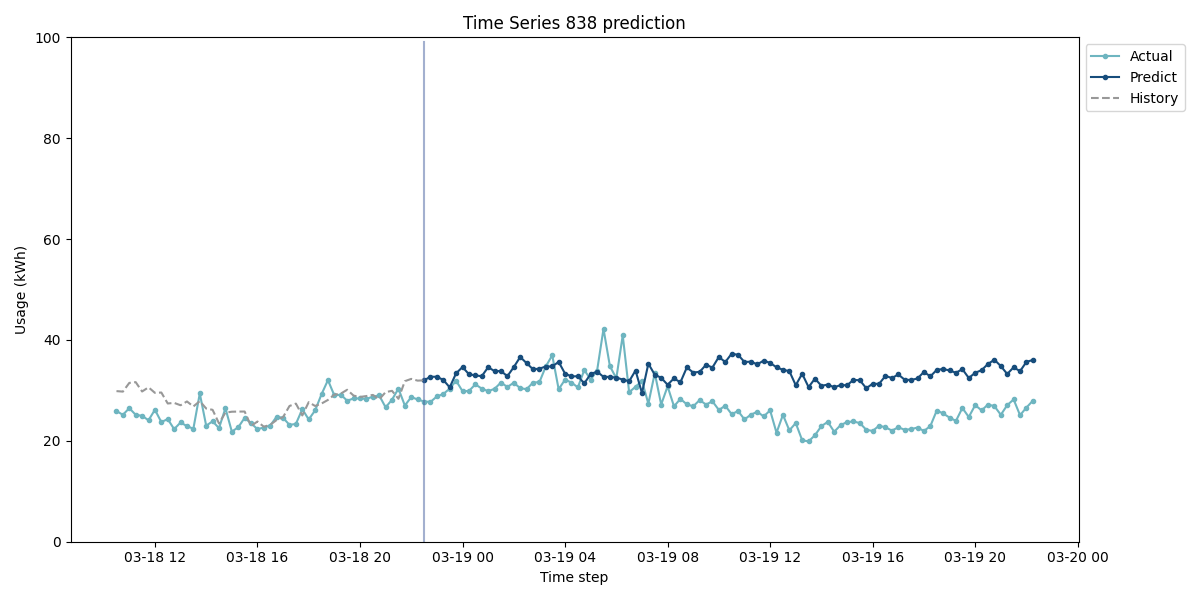 Time Series 838 prediction
100
80
60
40
20
0
Usage (kWh)
03-18 12
03-18 16
03-18 20
03-19 00
03-19 04
03-19 08
03-19 12
03-19 16
03-19 20
03-20 00
Time step
Actual
Predict
History